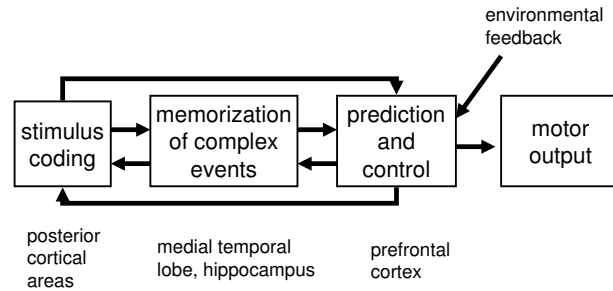 environmental
feedback
stimulus
coding
memorization
of complex
events
prediction
and
control
motor
output
posterior
cortical
areas
medial temporal
lobe, hippocampus
prefrontal
cortex